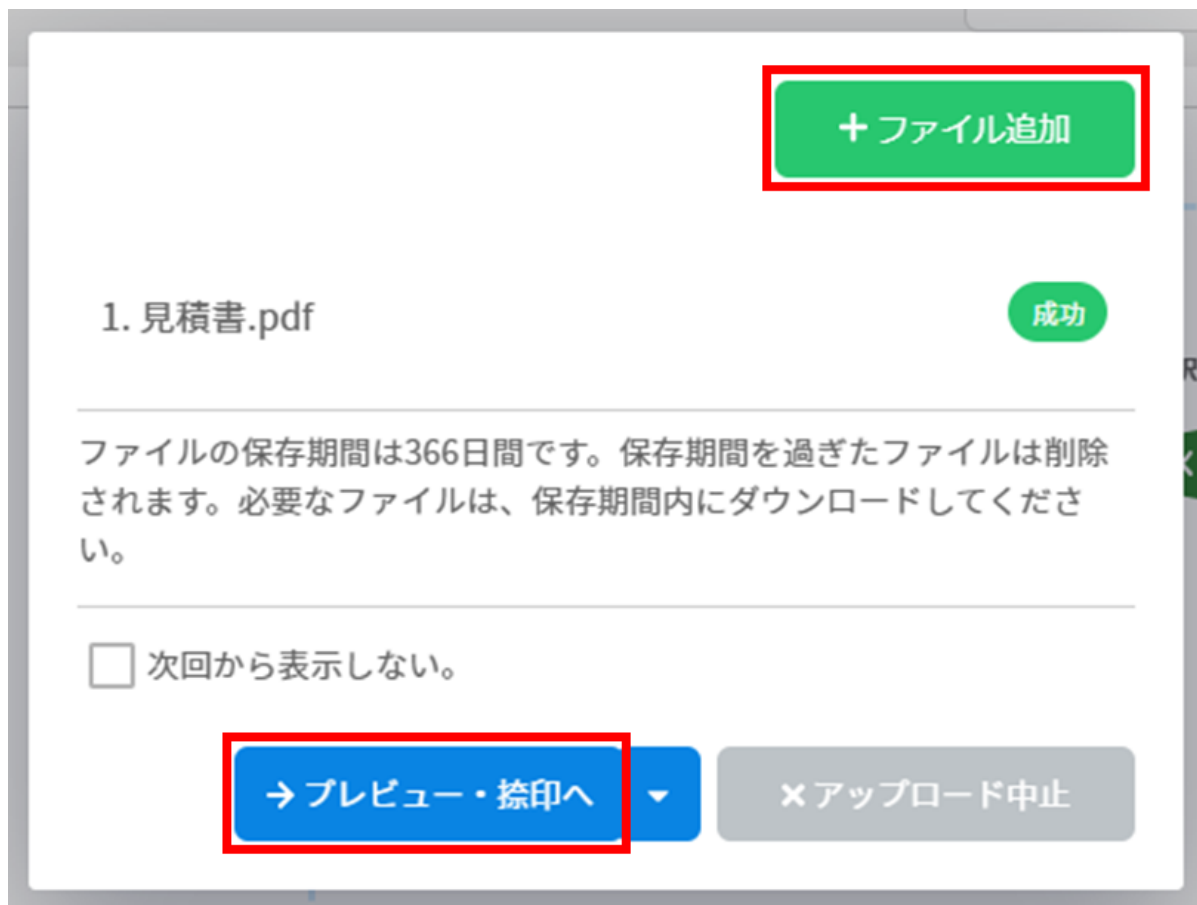 + ファイル追加
1. 見積書.pdf
成功
ファイルの保存期間は366日間です。保存期間を過ぎたファイルは削除
されます。必要なファイルは、保存期間内にダウンロードしてくださ
い。
次回から表示しない。
→ プレビュー・捺印へ
× アップロード中止